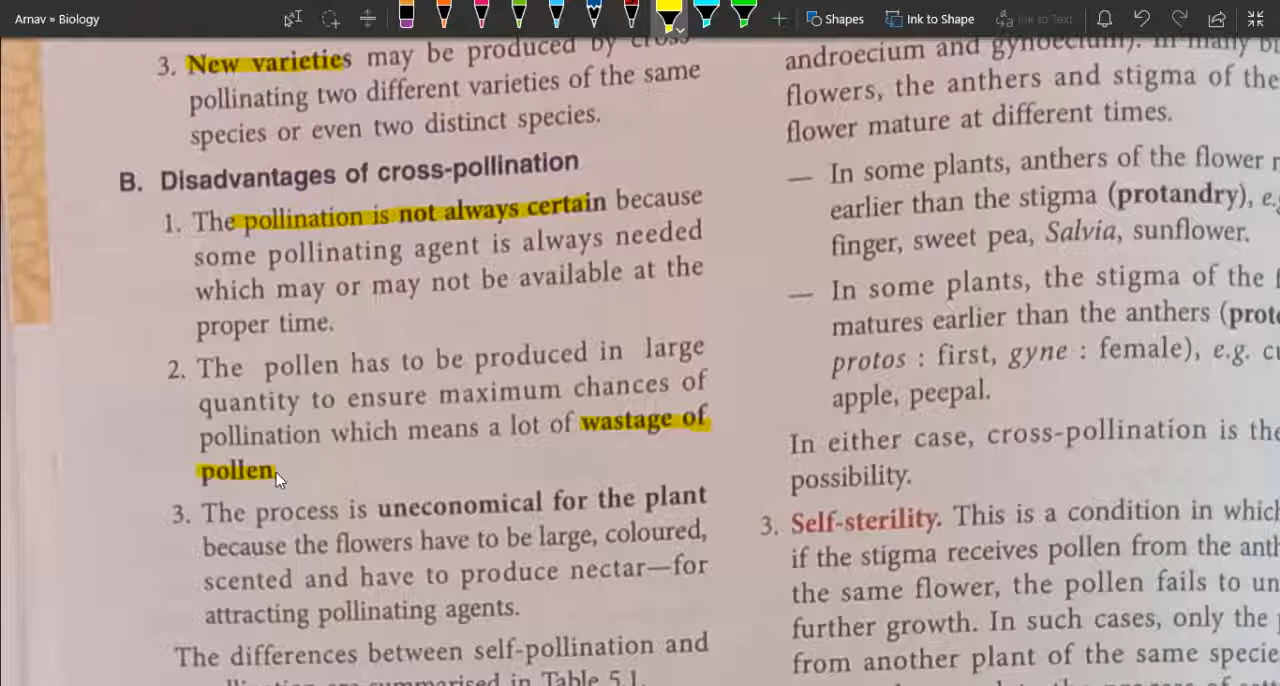 Arnav » Biology
Shapes
Ink to Shape
Ink to Text
3. New varieties may be produced by cross-
pollinating two different varieties of the same
species or even two distinct species.
B. Disadvantages of cross-pollination
1. The pollination is not always certain because
some pollinating agent is always needed
which may or may not be available at the
proper time.
2. The pollen has to be produced in large
quantity to ensure maximum chances of
pollination which means a lot of wastage of
pollen
3. The process is uneconomical for the plant
because the flowers have to be large, coloured,
scented and have to produce nectar—for
attracting pollinating agents.
The differences between self-pollination and
summarised in Table 5.1.
androecium and gynoecium). In many
flowers, the anthers and stigma of the
flower mature at different times.
— In some plants, anthers of the flower
earlier than the stigma (protandry), e.g.
finger, sweet pea, Salvia, sunflower.
— In some plants, the stigma of the
matures earlier than the anthers (
protos : first, gyne : female), e.g.
apple, peepal.
In either case, cross-pollination is the
possibility.
3. Self-sterility. This is a condition in which
if the stigma receives pollen from the
the same flower, the pollen fails to
further growth. In such cases, only the
from another plant of the same